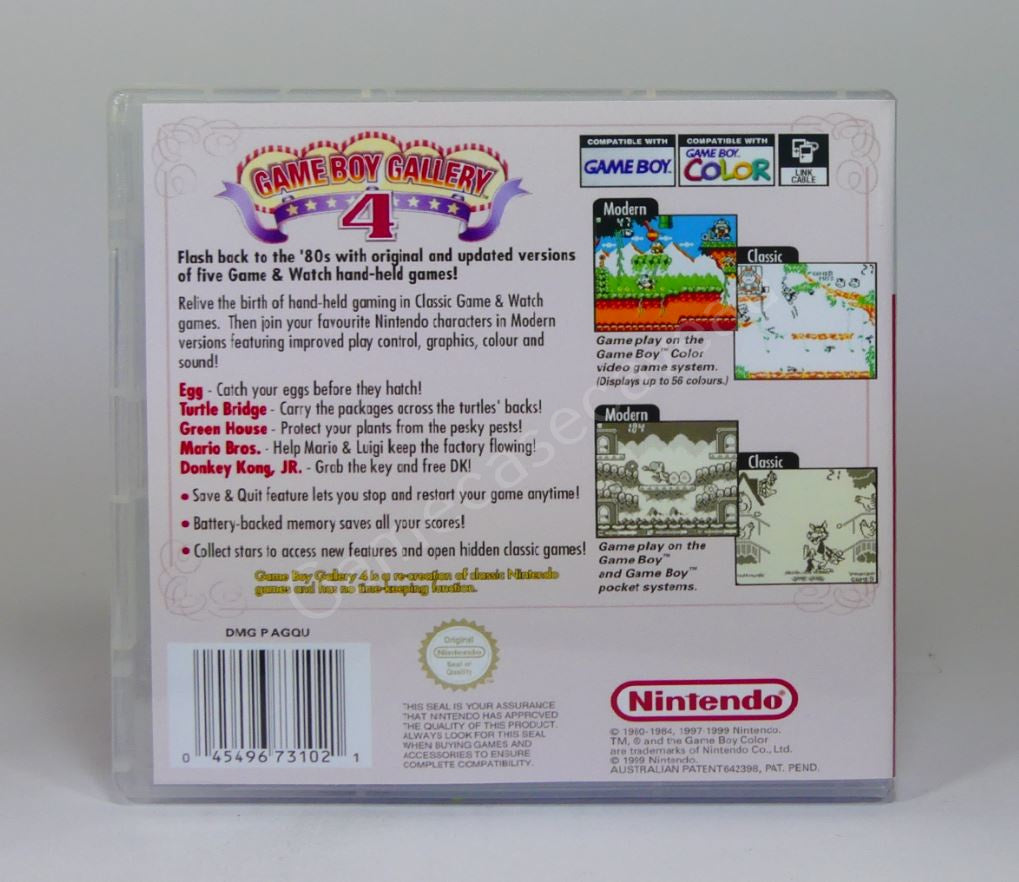 GAME BOY GALLERY™
4
Flash back to the '80s with original and updated versions
of five Game & Watch hand-held games!
Relive the birth of hand-held gaming in Classic Game & Watch
games. Then join your favourite Nintendo characters in Modern
versions featuring improved play control, graphics, colour and
sound!
Egg - Catch your eggs before they hatch!
Turtle Bridge - Carry the packages across the turtles' backs!
Green House - Protect your plants from the pesky pests!
Mario Bros. - Help Mario & Luigi keep the factory flowing!
Donkey Kong, JR. - Grab the key and free DK!
• Save & Quit feature lets you stop and restart your game anytime!
• Battery-backed memory saves all your scores!
• Collect stars to access new features and open hidden classic games!
Game Boy Gallery 4 is a re-creation of classic Nintendo
games and has no time-keeping function.
COMPATIBLE WITH
GAME BOY.
COMPATIBLE WITH
GAME BOY.
COLOR
LINK
CABLE
Modern
47
Classic
27
Game play on the
Game Boy™ Color
video game system.
(Displays up to 56 colours.)
Modern
184
Classic
21
GAME B
Game play on the
Game Boy™
and Game Boy™
pocket systems.
DMG P AGQU
0 45496 73102 1
Original
Nintendo
Seal of
Quality
THIS SEAL IS YOUR ASSURANCE
THAT NINTENDO HAS APPROVED
THE QUALITY OF THIS PRODUCT.
ALWAYS LOOK FOR THIS SEAL
WHEN BUYING GAMES AND
ACCESSORIES TO ENSURE
COMPLETE COMPATIBILITY.
Nintendo®
© 1980-1984, 1997-1999 Nintendo.
TM, ® and the Game Boy Color
are trademarks of Nintendo Co., Ltd.
© 1999 Nintendo.
AUSTRALIAN PATENT 642398, PAT. PEND.